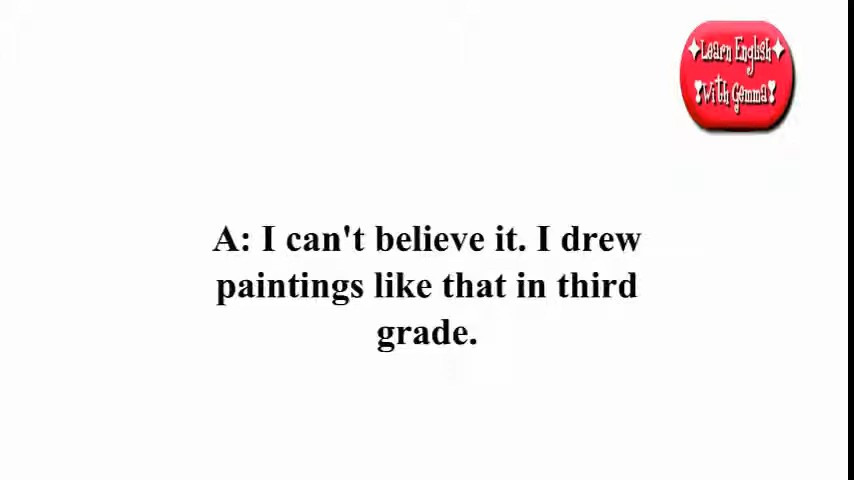 Learn English
With Gemma
A: I can't believe it. I drew
paintings like that in third
grade.